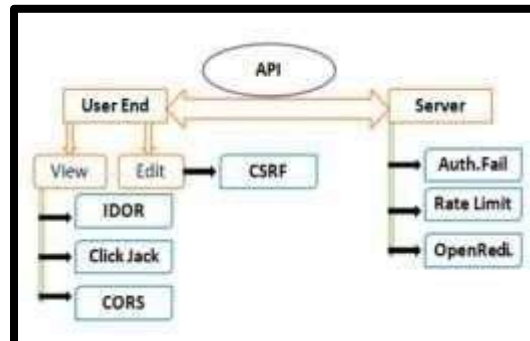 API
User End
Server
View
Edit
CSRF
Auth.Fail
IDOR
Rate Limit
Click Jack
OpenRedi.
CORS